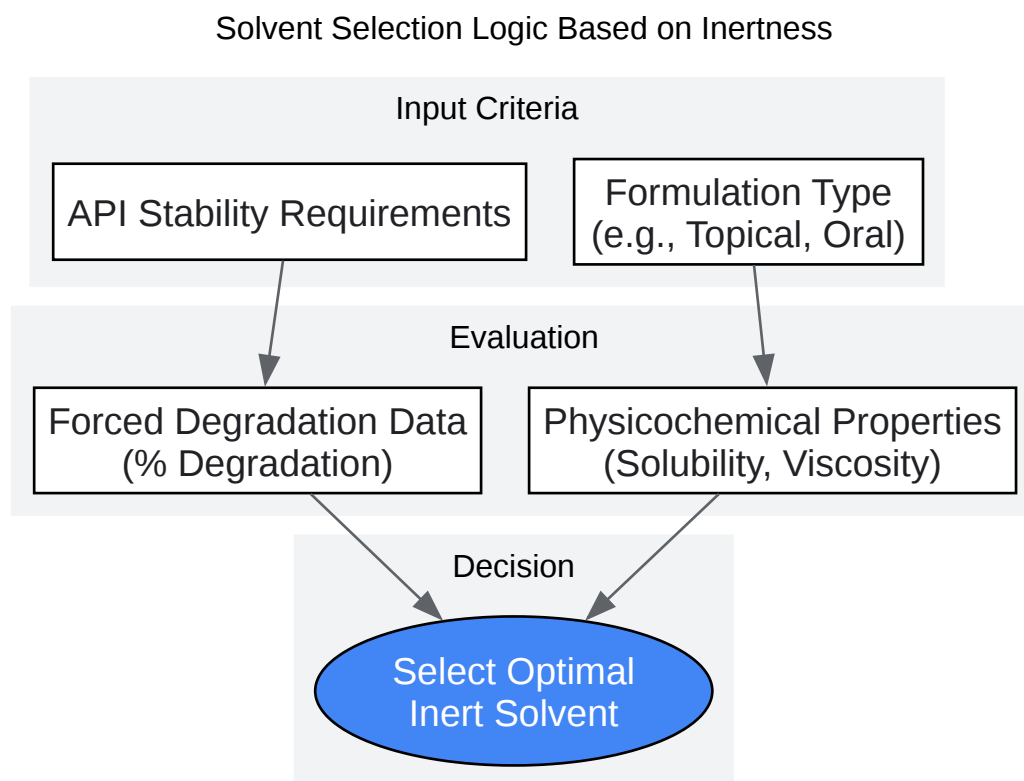 Solvent Selection Logic Based on Inertness
Input Criteria
API Stability Requirements
Formulation Type
(e.g., Topical, Oral)
Evaluation
Forced Degradation Data
(% Degradation)
Physicochemical Properties
(Solubility, Viscosity)
Decision
Select Optimal
Inert Solvent